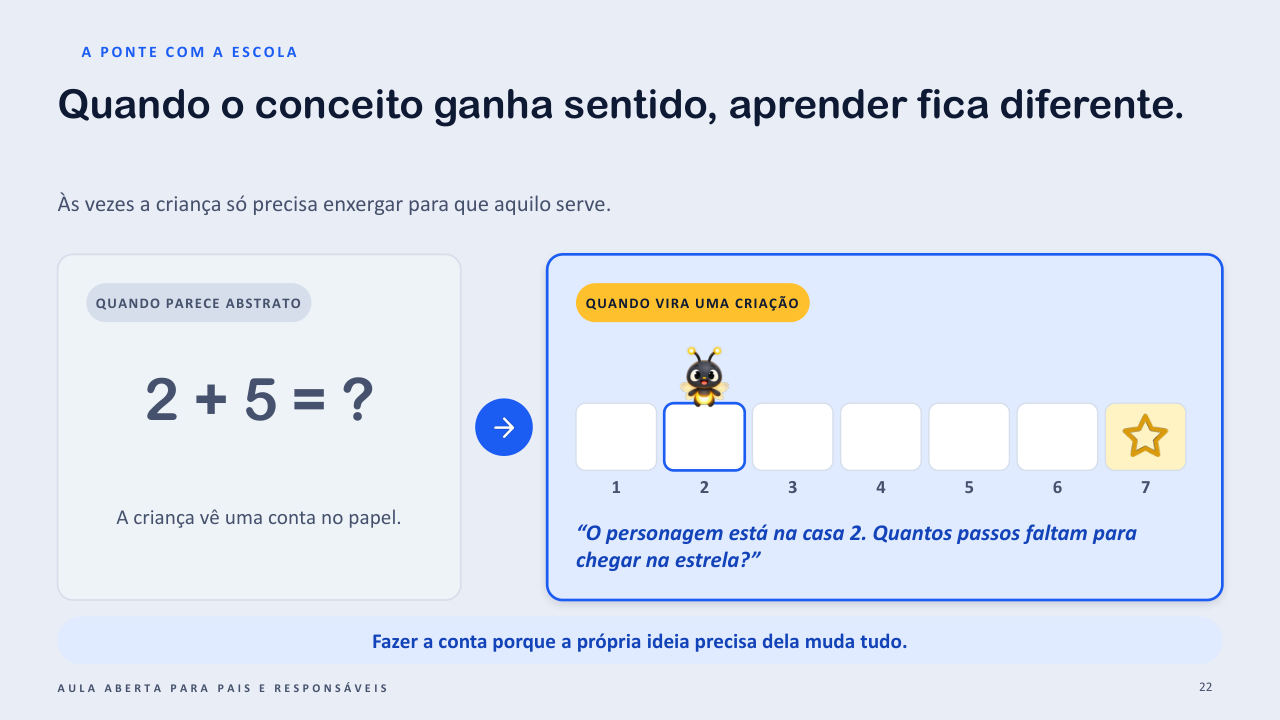 A PONTE COM A ESCOLA
Quando o conceito ganha sentido, aprender fica diferente.
Às vezes a criança só precisa enxergar para que aquilo serve.
QUANDO PARECE ABSTRATO
2 + 5 = ?
A criança vê uma conta no papel.
QUANDO VIRA UMA CRIAÇÃO
1 2 3 4 5 6 7
“O personagem está na casa 2. Quantos passos faltam para
chegar na estrela?”
Fazer a conta porque a própria ideia precisa dela muda tudo.
AULA ABERTA PARA PAIS E RESPONSÁVEIS
22